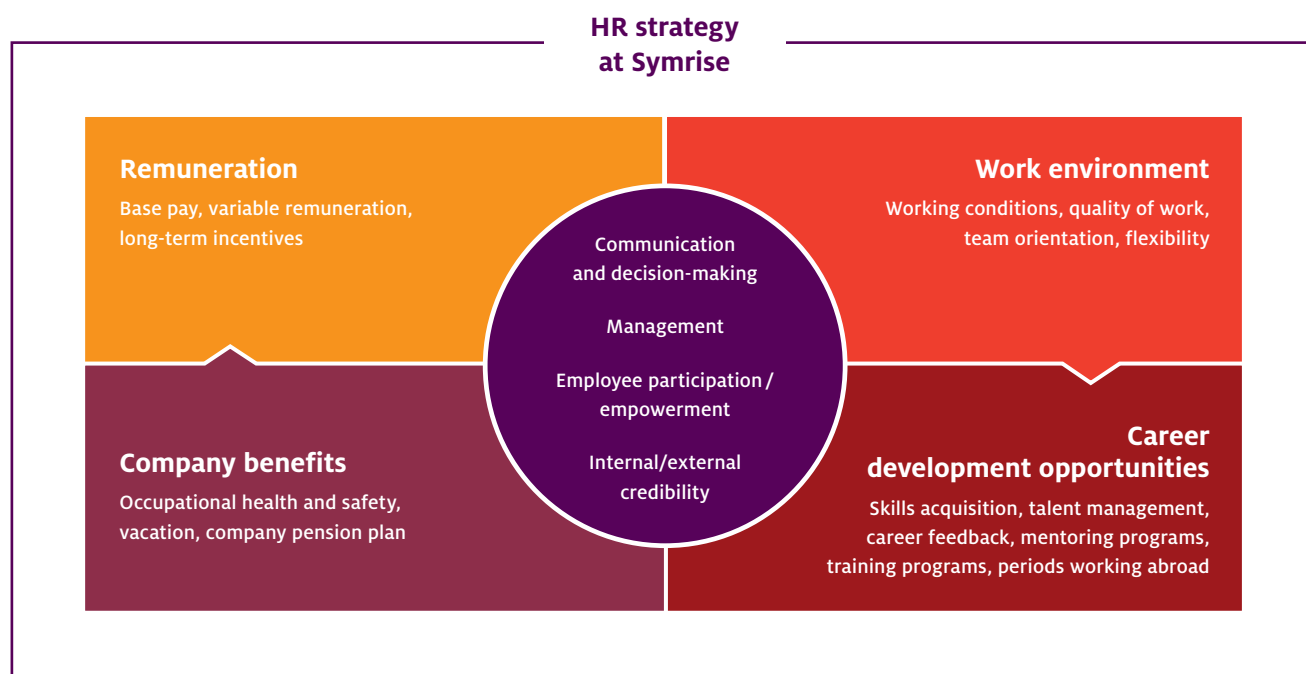 HR strategy
at Symrise
Remuneration
Base pay, variable remuneration,
long-term incentives
Work environment
Working conditions, quality of work,
team orientation, flexibility
Communication
and decision-making
Management
Employee participation /
empowerment
Internal/external
credibility
Company benefits
Occupational health and safety,
vacation, company pension plan
Career
development opportunities
Skills acquisition, talent management,
career feedback, mentoring programs,
training programs, periods working abroad